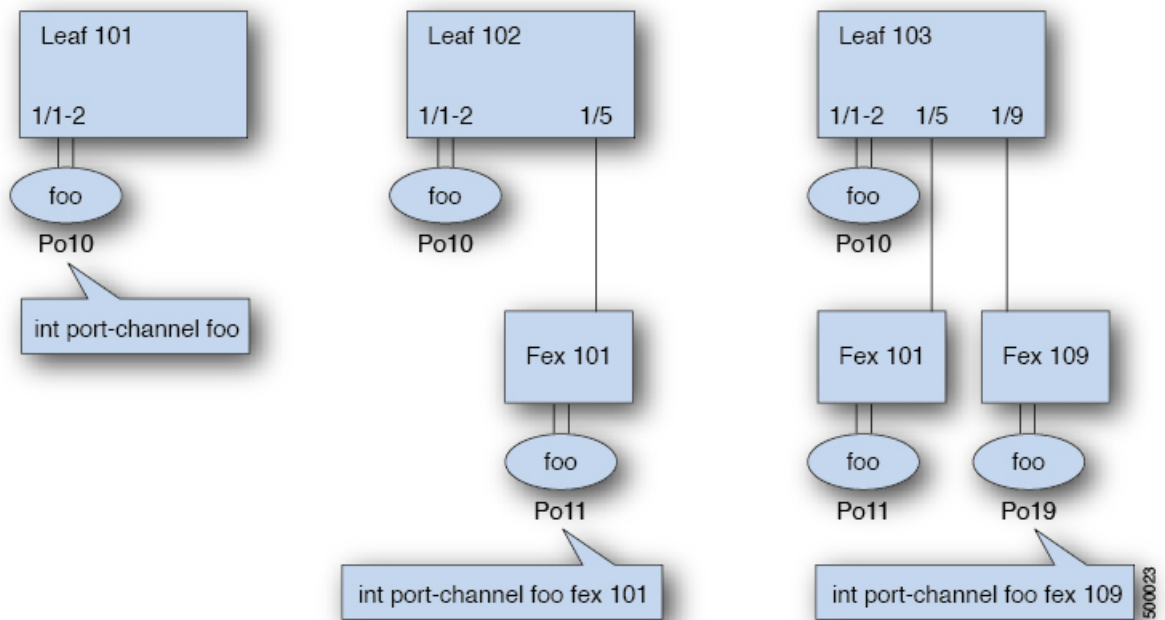 Leaf 101
1/1-2
foo
Po10
int port-channel foo
Leaf 102
1/1-2 1/5
foo
Po10
Fex 101
foo
Po11
int port-channel foo fex 101
Leaf 103
1/1-2 1/5 1/9
foo
Po10
Fex 101
Fex 109
foo
foo
Po11
Po19
int port-channel foo fex 109
500023